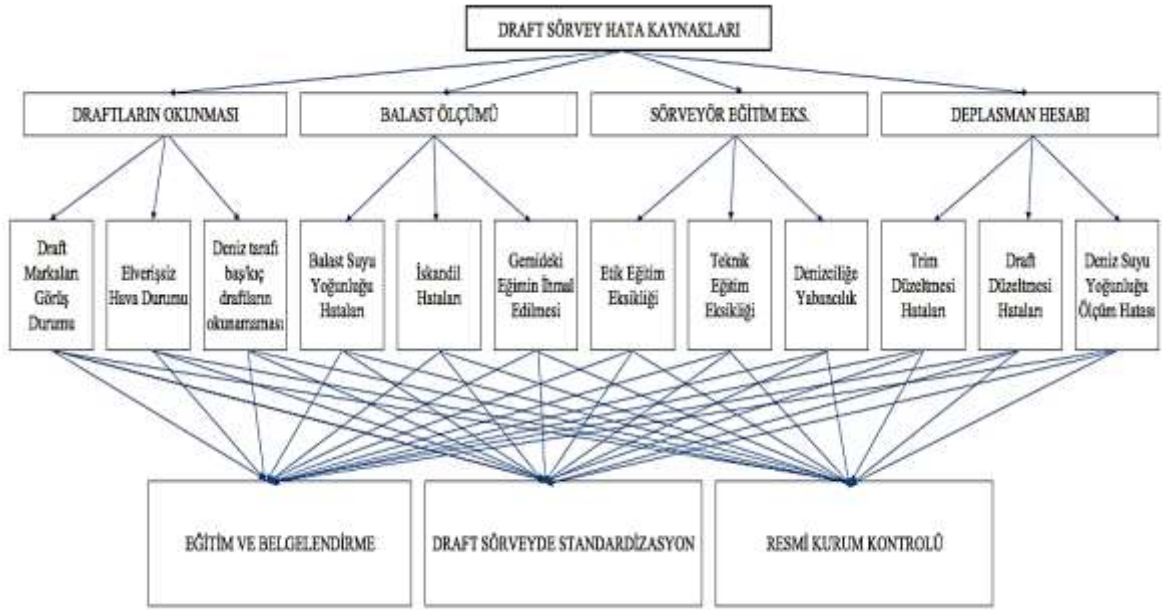 DRAFT SÖRVEY HATA KAYNAKLARI
DRAFTLARIN OKUNMASI
BALAST ÖLÇÜMÜ
SÖRVEYÖR EĞİTİM EKS.
DEPLASMAN HESABI
Draft
Markaları
Görüş
Durumu
Elverişsiz
Hava Durumu
Deniz tarafı
baş/kıç
draftların
okunamaması
Balast Suyu
Yoğunluğu
Hataları
İskandil
Hataları
Gemideki
Eğimin İhmal
Edilmesi
Etik Eğitim
Eksikliği
Teknik
Eğitim
Eksikliği
Denizciliğe
Yabancılık
Trim
Düzeltmesi
Hataları
Draft
Düzeltmesi
Hataları
Deniz Suyu
Yoğunluğu
Ölçüm Hatası
EĞİTİM VE BELGELENDİRME
DRAFT SÖRVEYDE STANDARDİZASYON
RESMİ KURUM KONTROLÜ